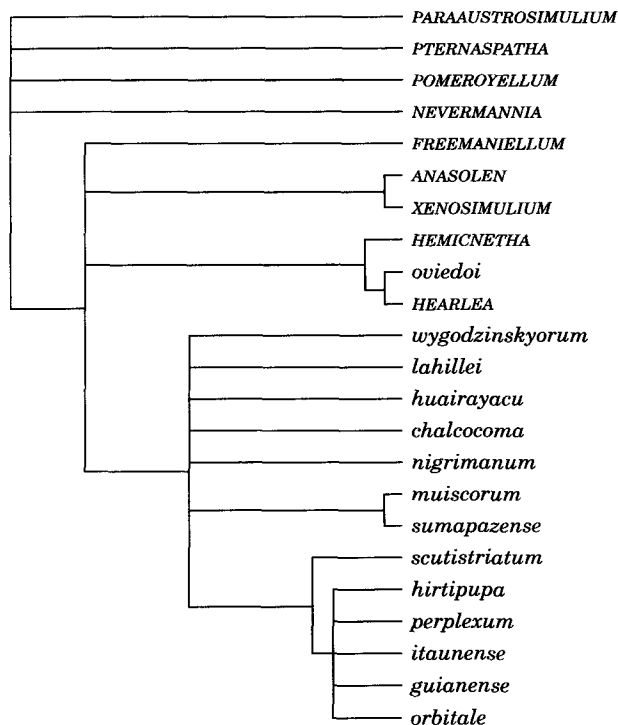 PARAAUSTROSIMULIUM
PTERNASPATHA
POMEROYELLUM
NEVERMANNIA
FREEMANIELLUM
ANASOLEN
XENOSIMULIUM
HEMICNETHA
oviedoi
HEARLEA
wygodzinskyorum
lahillei
huairayacu
chalcocoma
nigrimanum
muiscorum
sumapazense
scutistriatum
hirtipupa
perplexum
itaunense
guianense
orbitale